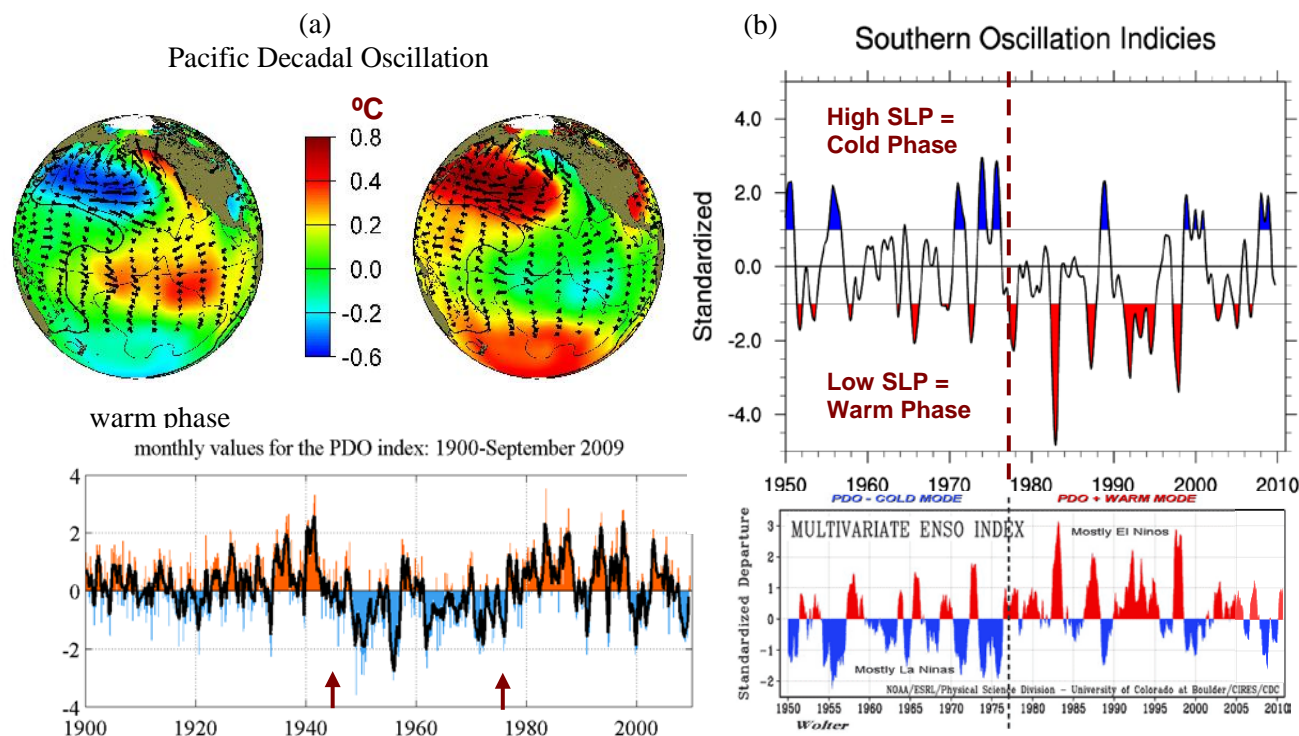 (a)
Pacific Decadal Oscillation
ºC
0.8
0.4
0.2
0.0
-0.2
-0.6
warm phase
monthly values for the PDO index: 1900-September 2009
4
2
0
-2
-4
1900 1920 1940 1960 1980 2000
(b)
Southern Oscillation Indicies
High SLP =
Cold Phase
Standardized
4.0
2.0
0.0
-2.0
-4.0
Low SLP =
Warm Phase
1950 1960 1970 1980 1990 2000 2010
PDO - COLD MODE PDO + WARM MODE
MULTIVARIATE ENSO INDEX
Mostly El Ninos
Standardized Departure
3
2
1
0
-1
-2
Mostly La Ninas
NOAA/ESRL/Physical Science Division - University of Colorado at Boulder/CIRES/CDC
1950 1955 1960 1965 1970 1975 1980 1985 1990 1995 2000 2005 2010
Wolter